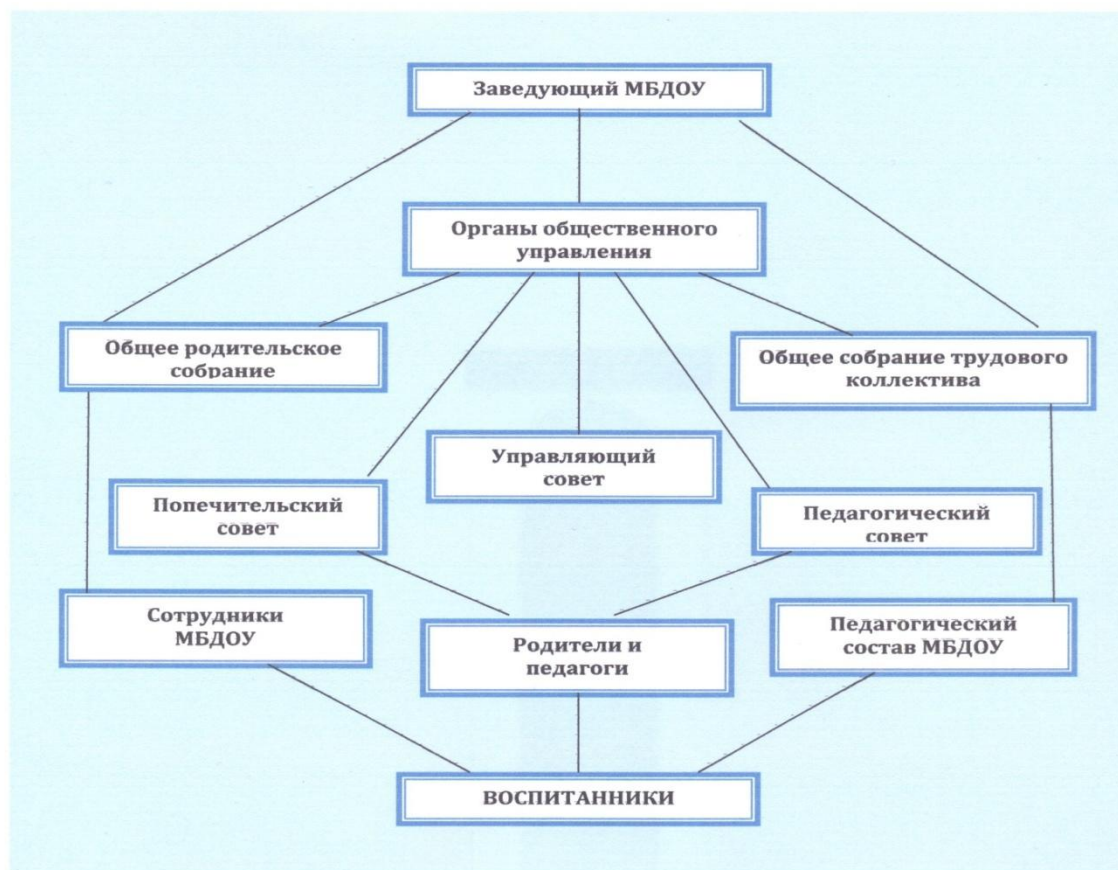 Заведующий МБДОУ
Органы общественного
управления
Общее родительское
собрание
Общее собрание трудового
коллектива
Управляющий
совет
Попечительский
совет
Педагогический
совет
Сотрудники
МБДОУ
Родители и
педагоги
Педагогический
состав МБДОУ
ВОСПИТАННИКИ